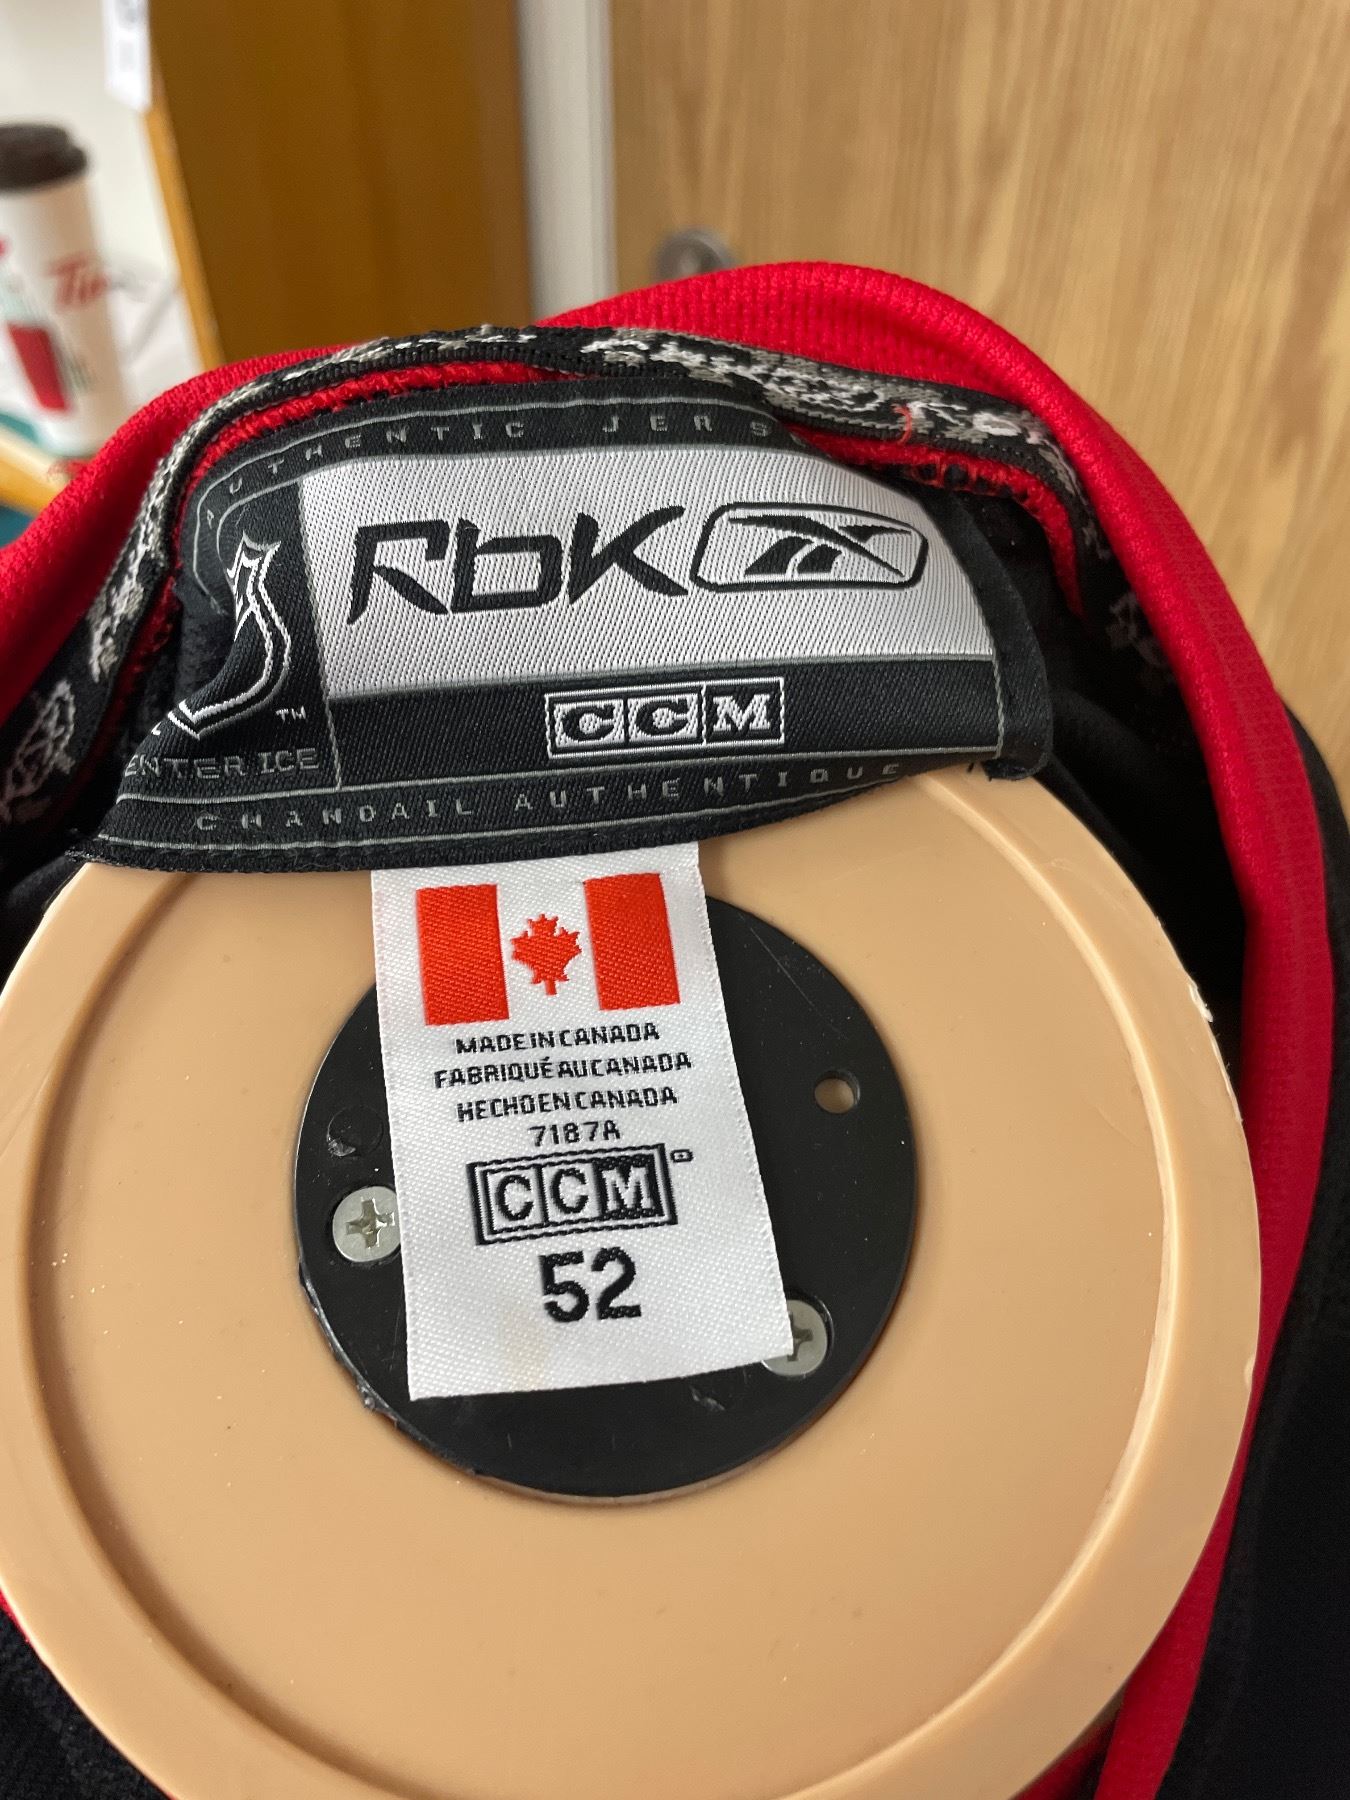 AUTHENTIC JERS
RbK
CCM
TM
ENTER ICE
CHANDAIL AUTHENTIQUE
MADE IN CANADA
FABRIQUÉ AU CANADA
HECHO EN CANADA
7187A
CCM
52